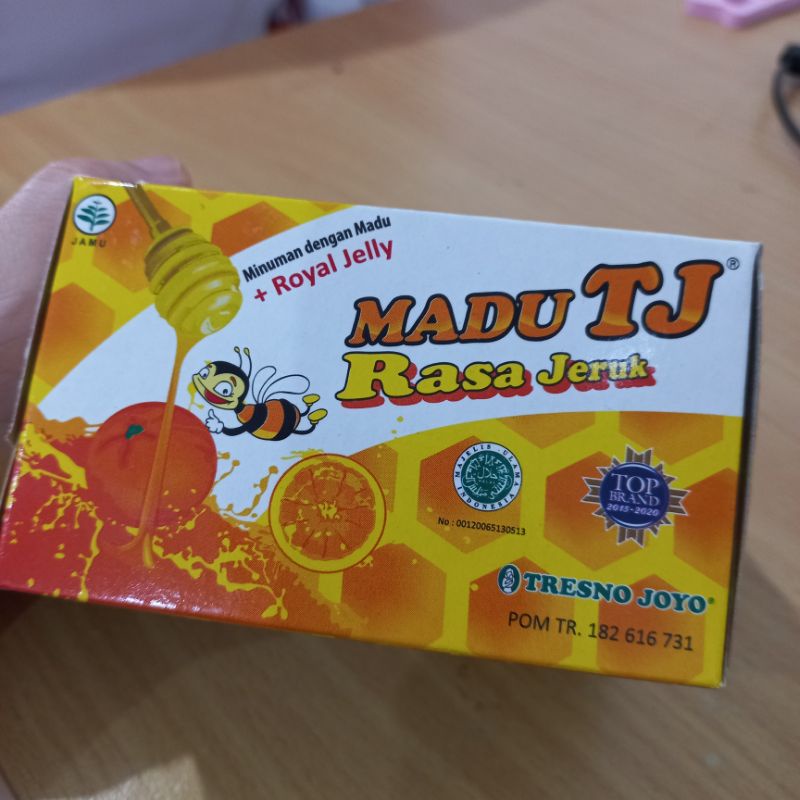 JAMU
Minuman dengan Madu
+ Royal Jelly
MADU TJ®
Rasa Jeruk
MAJELIS ULAMA
INDONESIA
No : 00120065130513
TOP
BRAND
2015-2020
TRESNO JOYO®
POM TR. 182 616 731